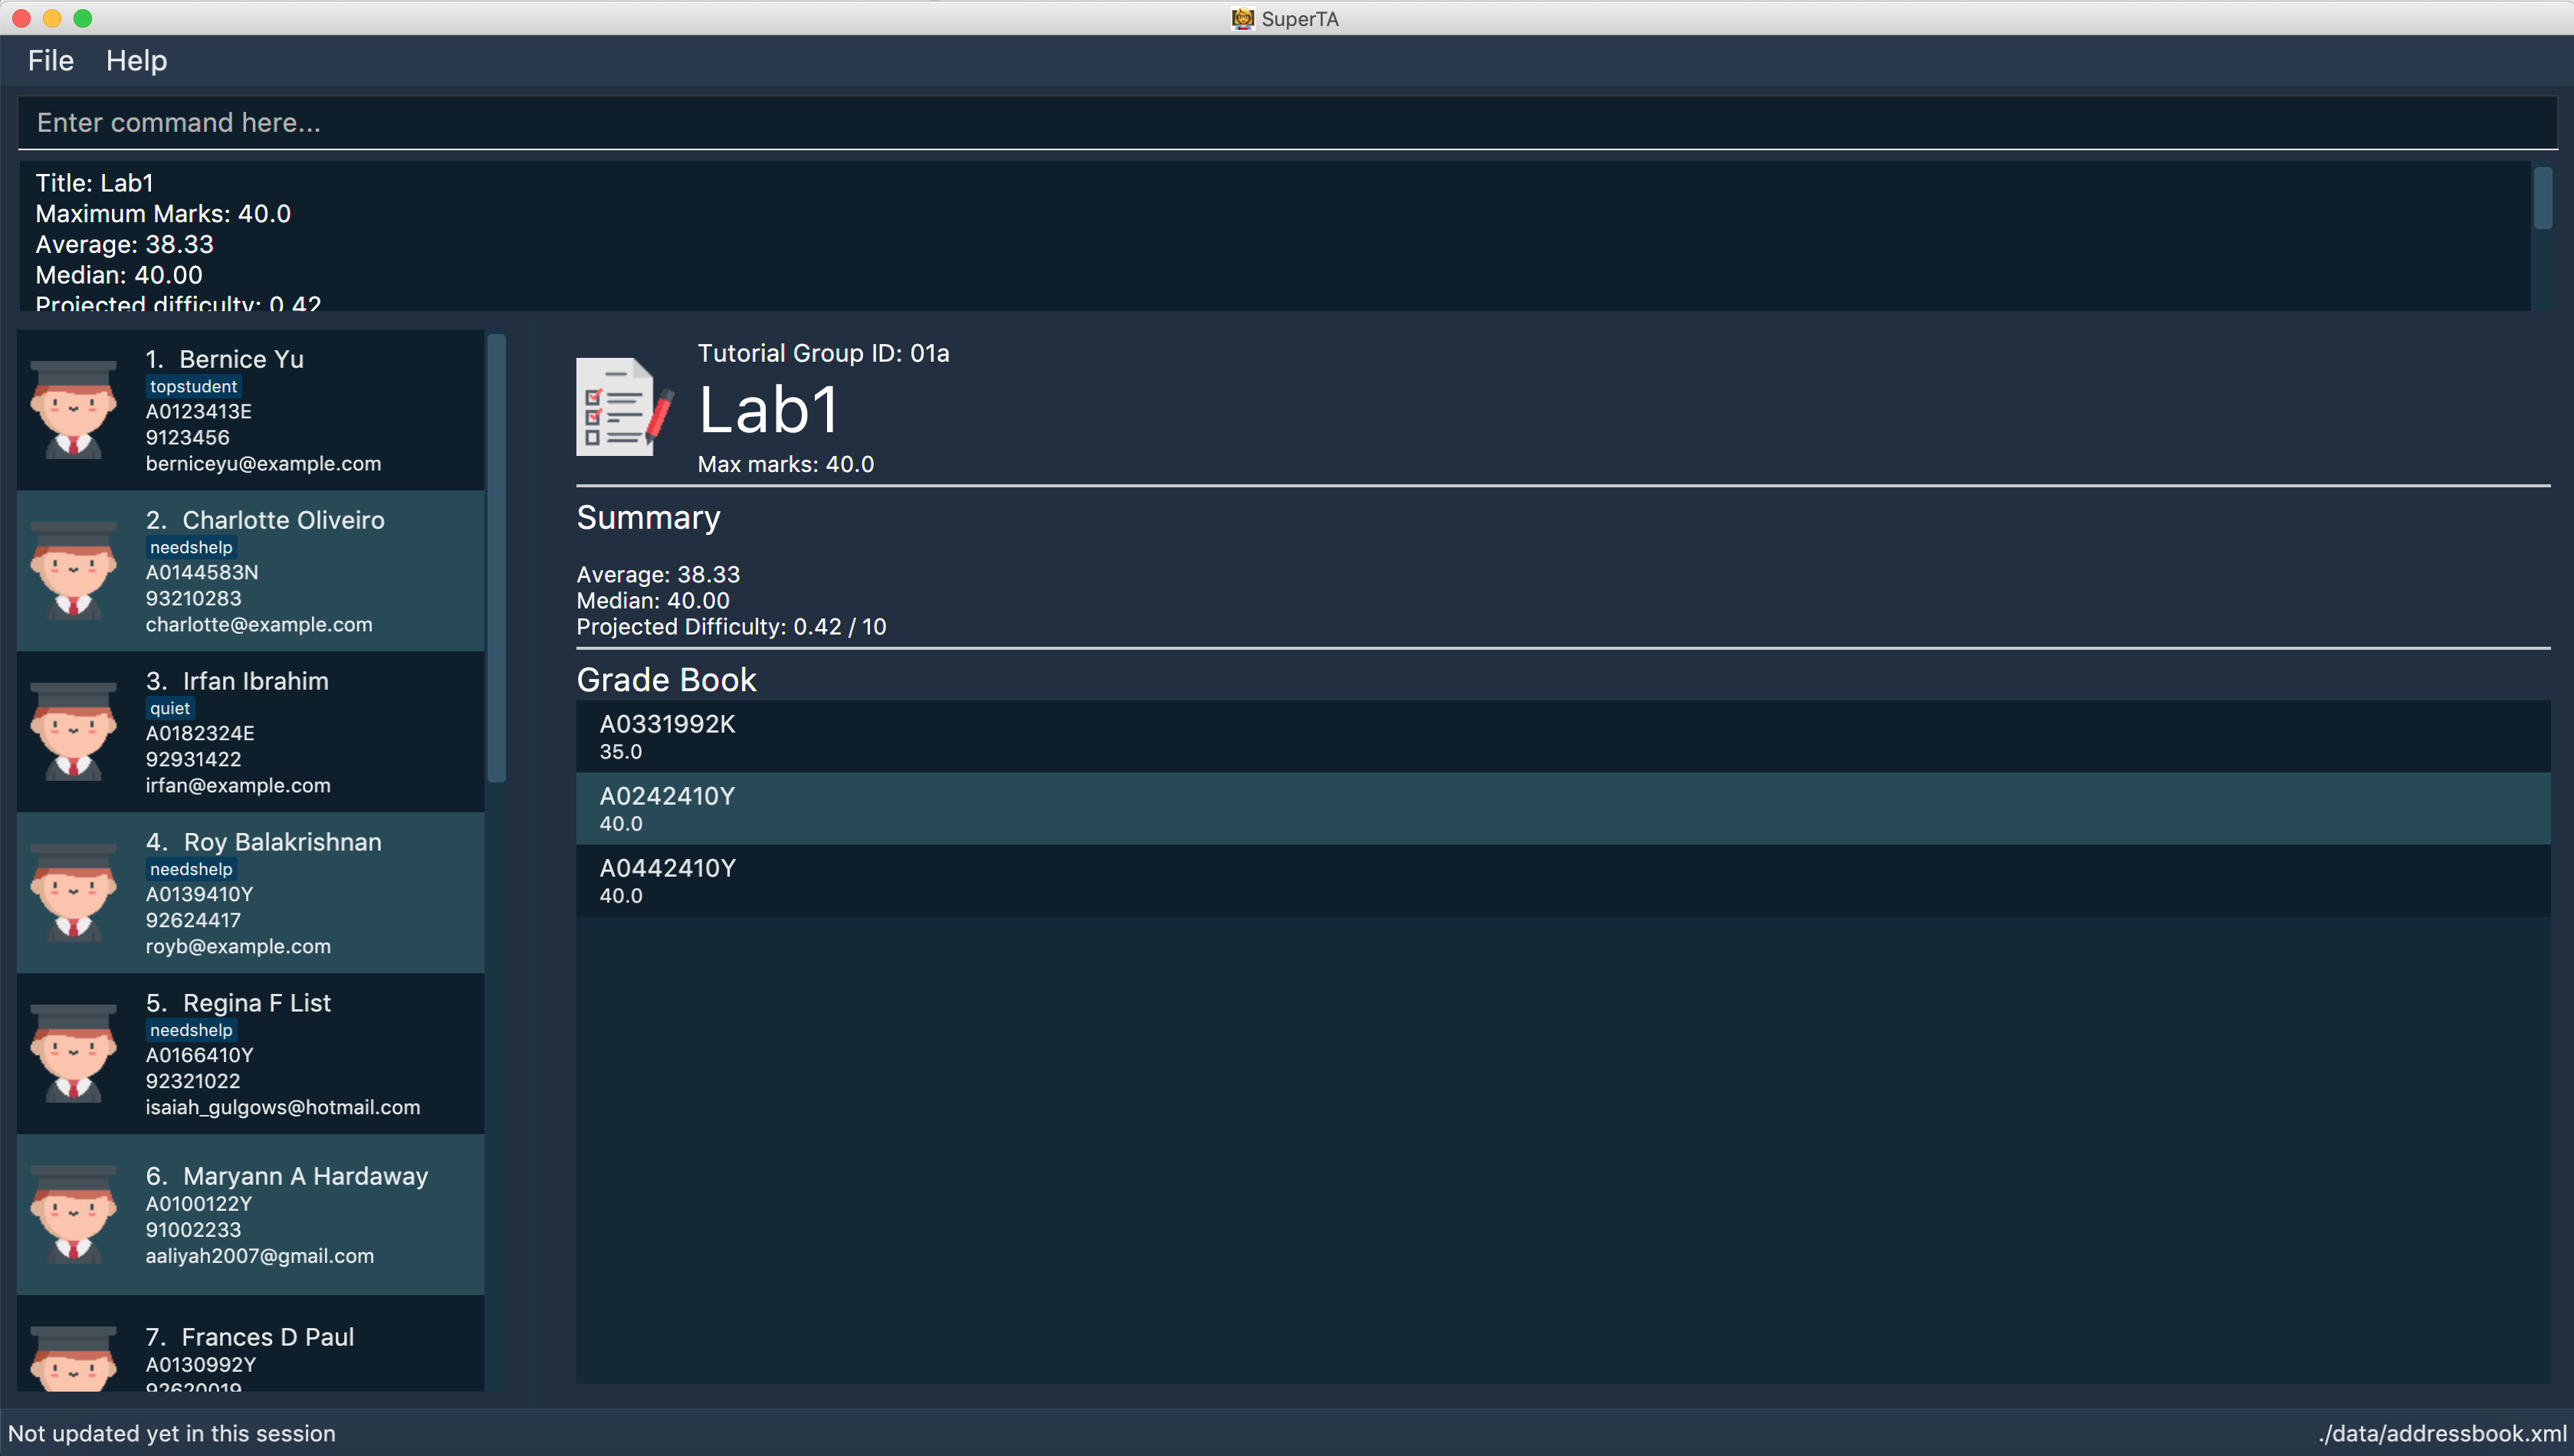 SuperTA
File Help
Enter command here...
Title: Lab1
Maximum Marks: 40.0
Average: 38.33
Median: 40.00
Projected difficulty: 0.42
1. Bernice Yu
topstudent
A0123413E
9123456
berniceyu@example.com
2. Charlotte Oliveiro
needshelp
A0144583N
93210283
charlotte@example.com
3. Irfan Ibrahim
quiet
A0182324E
92931422
irfan@example.com
4. Roy Balakrishnan
needshelp
A0139410Y
92624417
royb@example.com
5. Regina F List
needshelp
A0166410Y
92321022
isaiah_gulgows@hotmail.com
6. Maryann A Hardaway
A0100122Y
91002233
aaliyah2007@gmail.com
7. Frances D Paul
A0130992Y
92620019
Tutorial Group ID: 01a
Lab1
Max marks: 40.0
Summary
Average: 38.33
Median: 40.00
Projected Difficulty: 0.42 / 10
Grade Book
A0331992K
35.0
A0242410Y
40.0
A0442410Y
40.0
Not updated yet in this session
./data/addressbook.xml